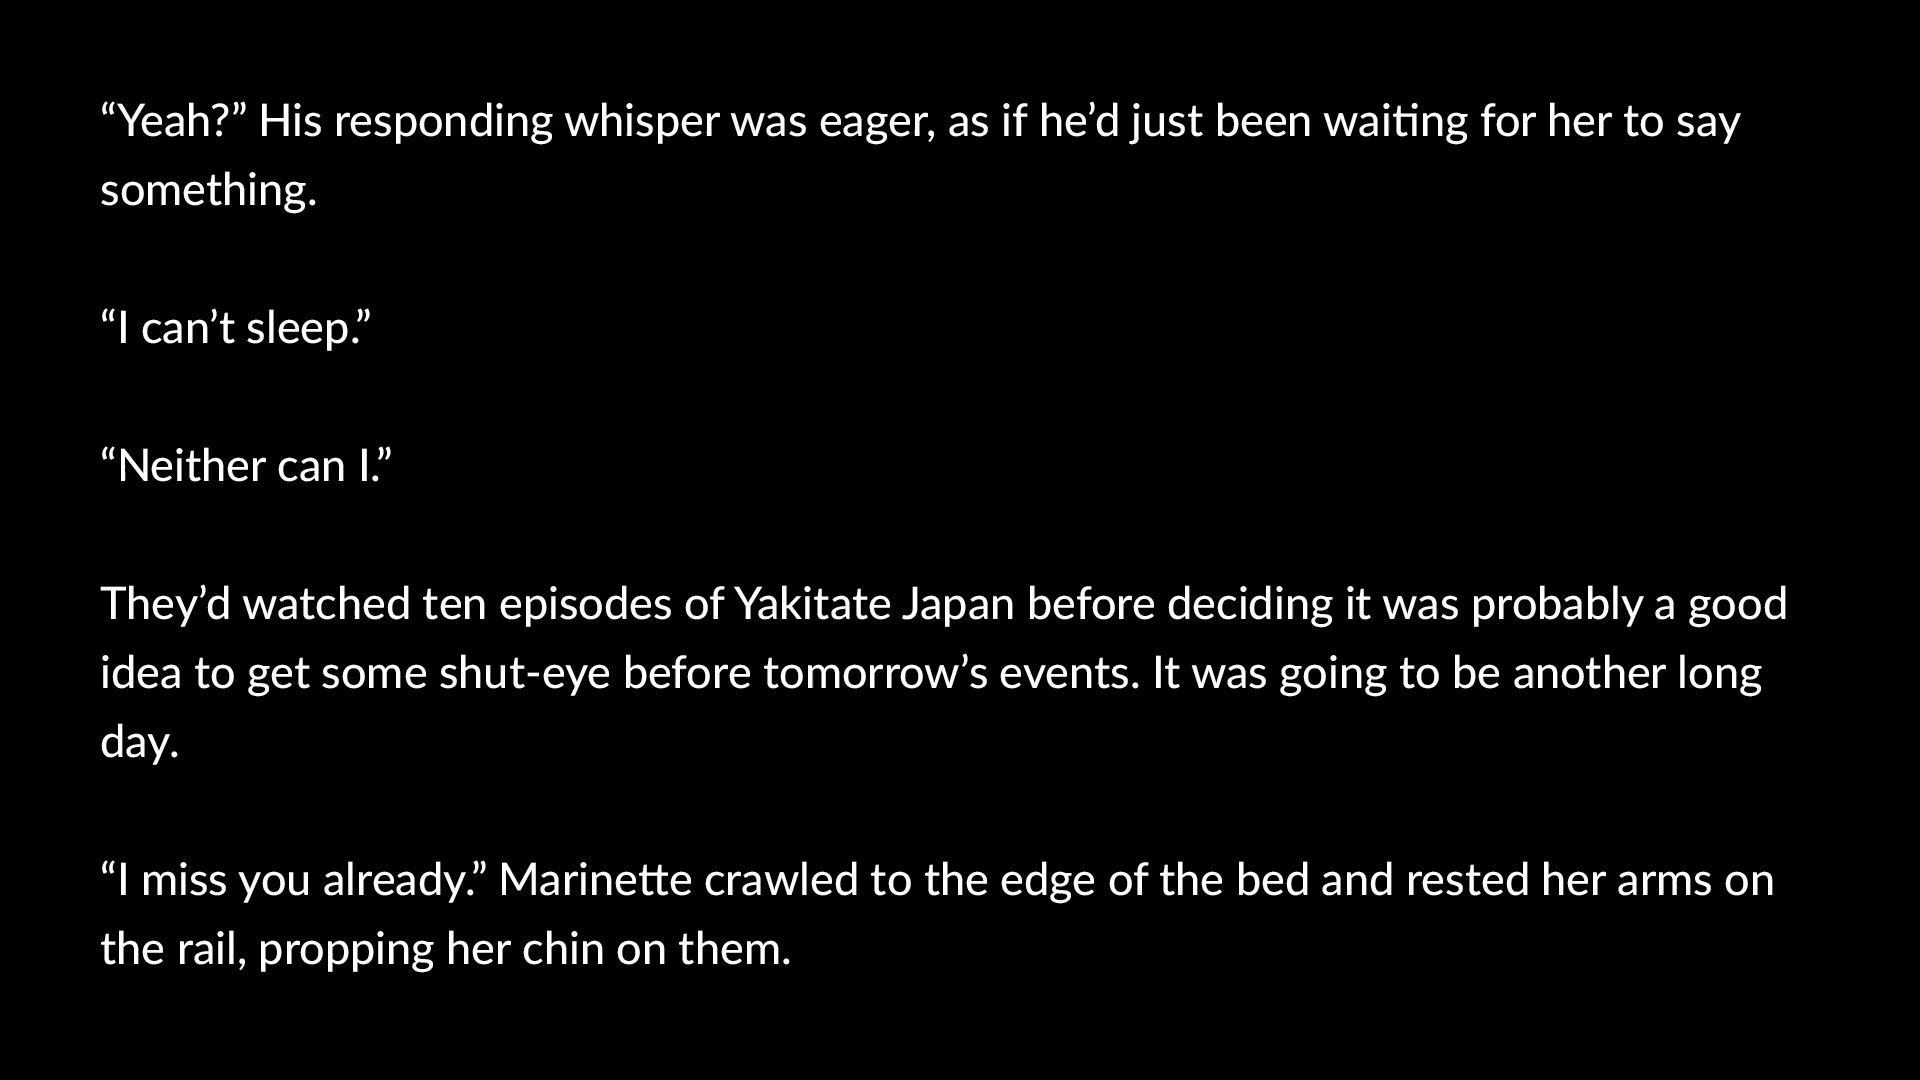 “Yeah?” His responding whisper was eager, as if he’d just been waiting for her to say
something.
“I can’t sleep.”
“Neither can I.”
They’d watched ten episodes of Yakitate Japan before deciding it was probably a good
idea to get some shut-eye before tomorrow’s events. It was going to be another long
day.
“I miss you already.” Marinette crawled to the edge of the bed and rested her arms on
the rail, propping her chin on them.